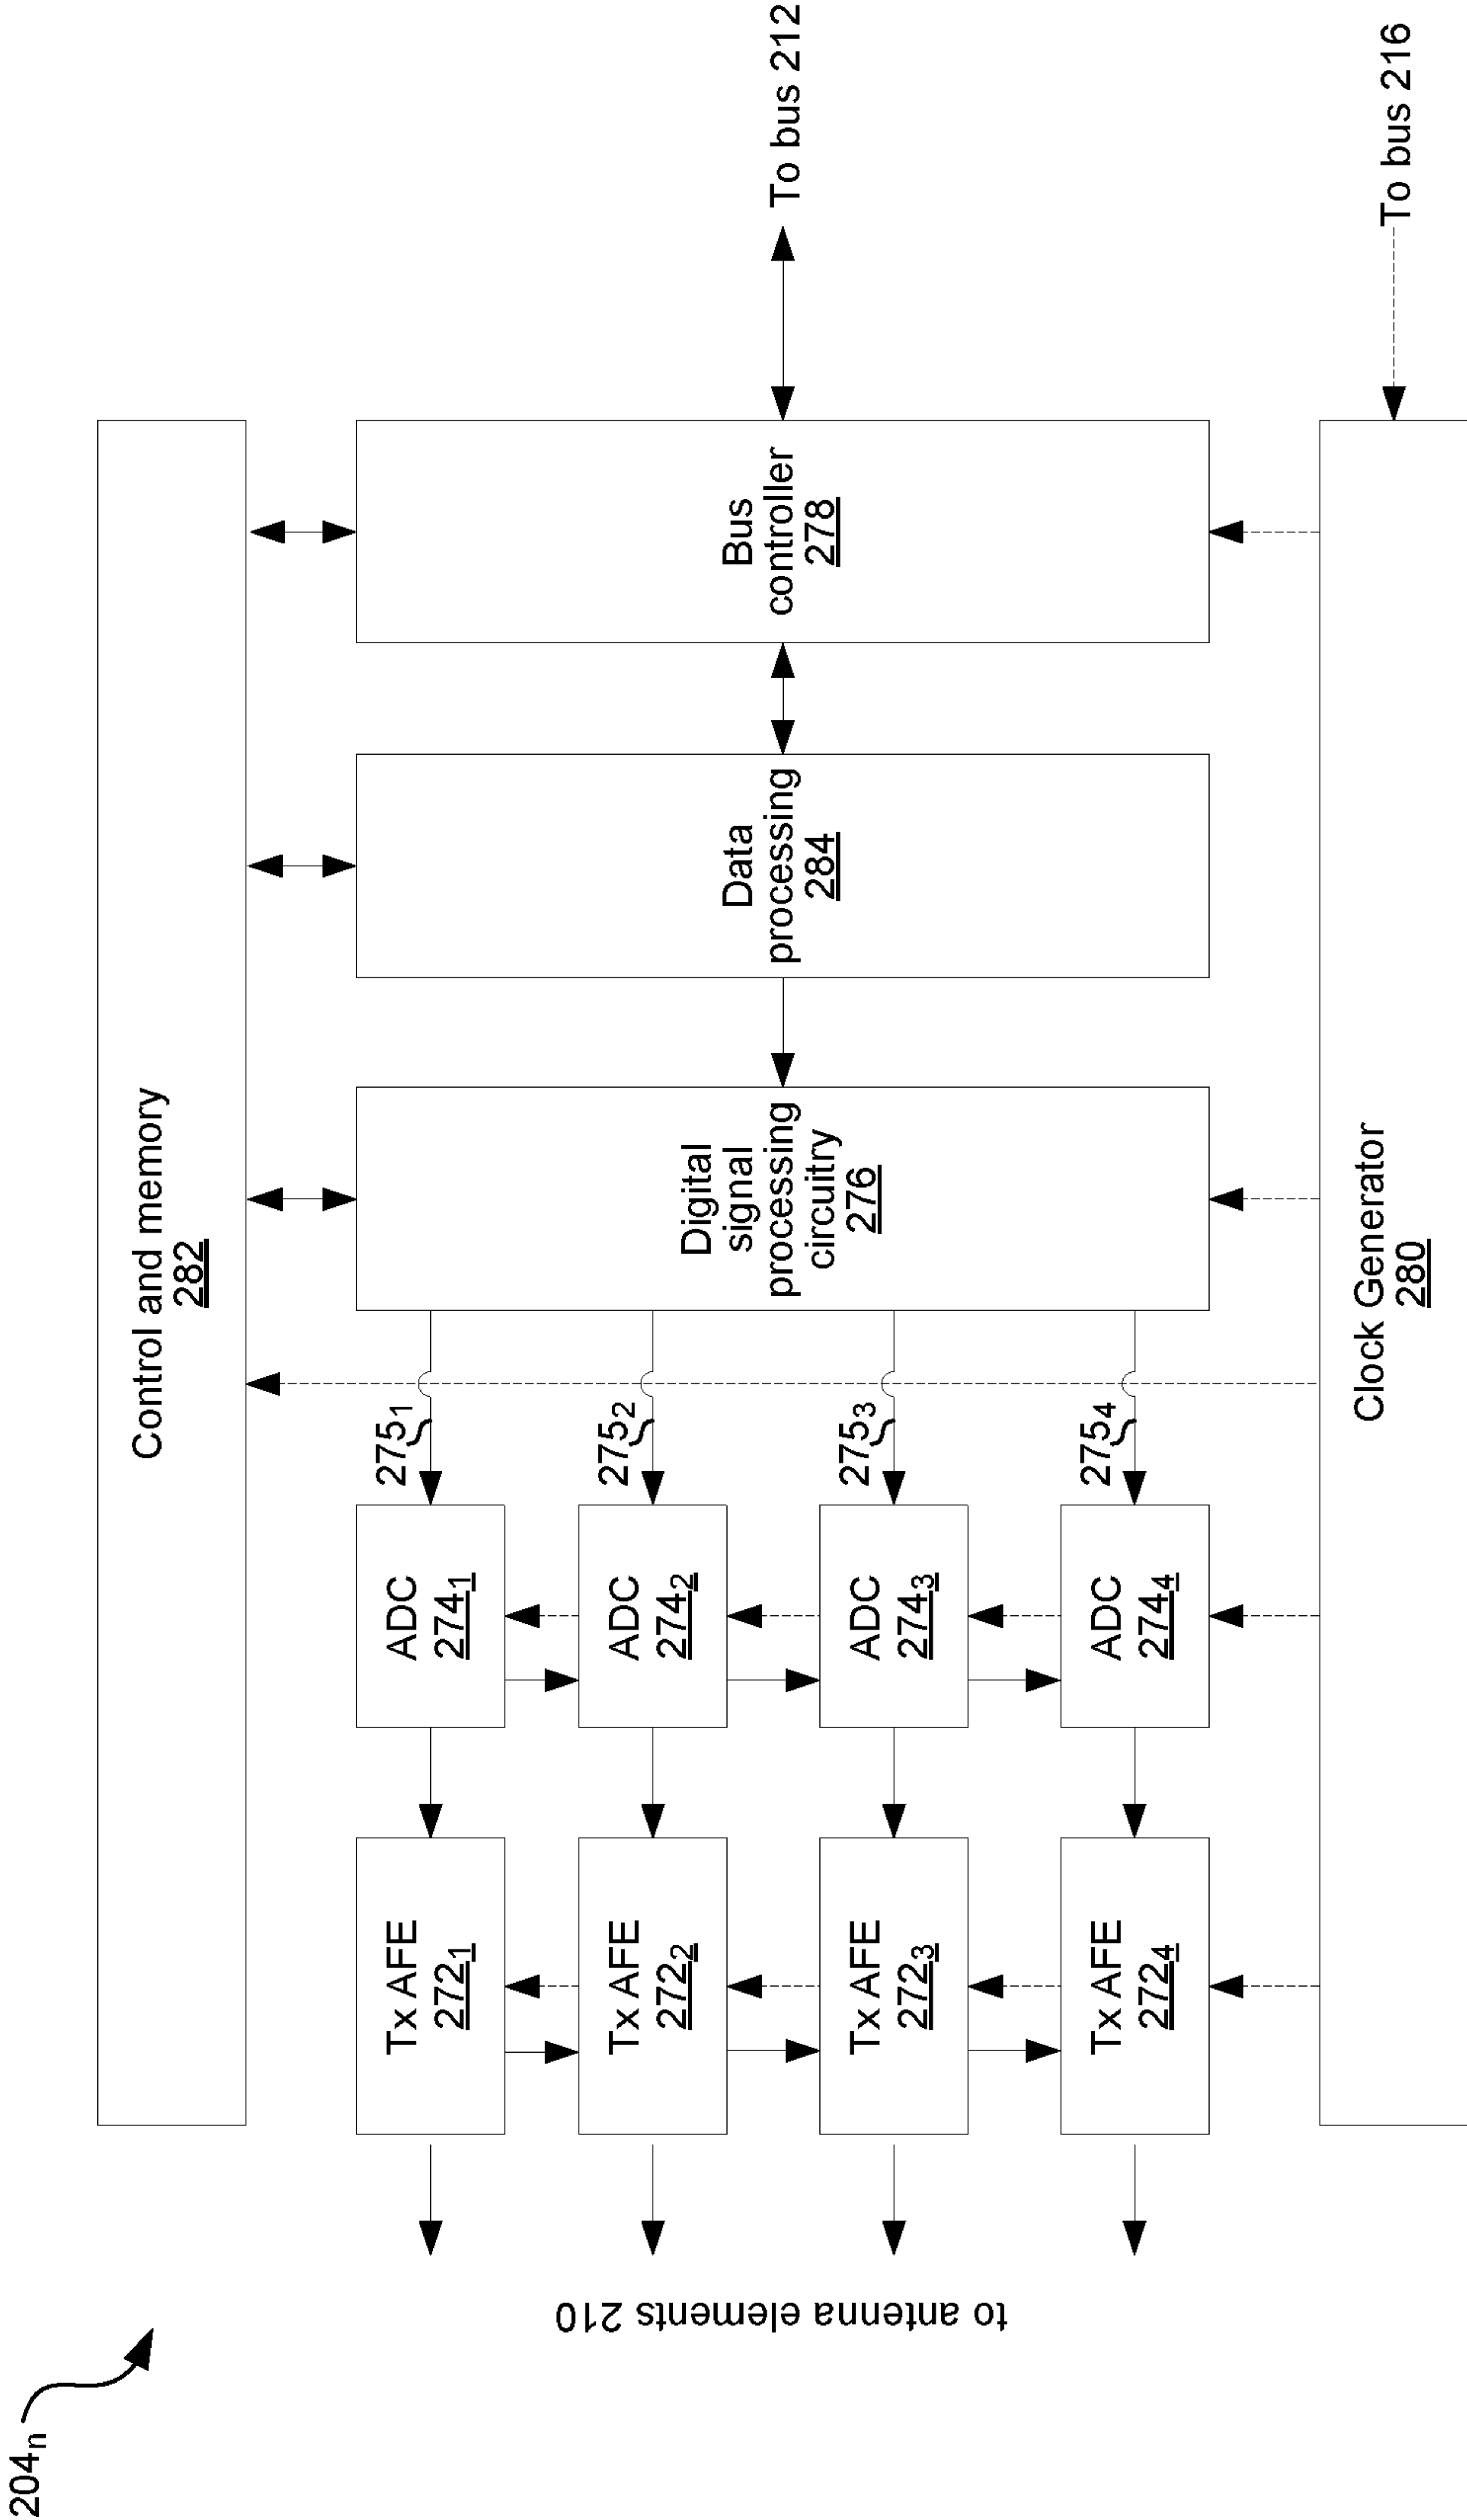 204n
Control and memory
282
to antenna elements 210
Tx AFE
2721
ADC
2741
2751
Tx AFE
2722
ADC
2742
2752
Tx AFE
2723
ADC
2743
2753
Tx AFE
2724
ADC
2744
2754
Digital
signal
processing
circuitry
276
Data
processing
284
Bus
controller
278
To bus 212
Clock Generator
280
To bus 216